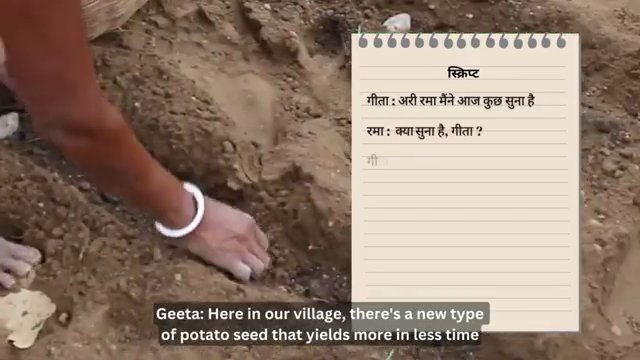 स्क्रिप्ट
गीता : अरी रमा मैंने आज कुछ सुना है
रमा : क्या सुना है, गीता ?
गी
Geeta: Here in our village, there's a new type
of potato seed that yields more in less time